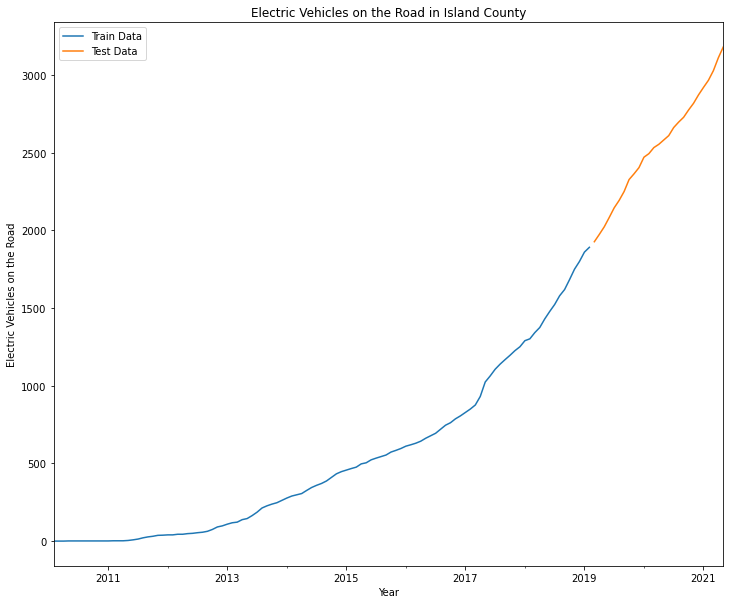 Electric Vehicles on the Road in Island County
Train Data
Test Data
3000
2500
2000
1500
1000
500
0
Electric Vehicles on the Road
2011
2013
2015
2017
2019
2021
Year